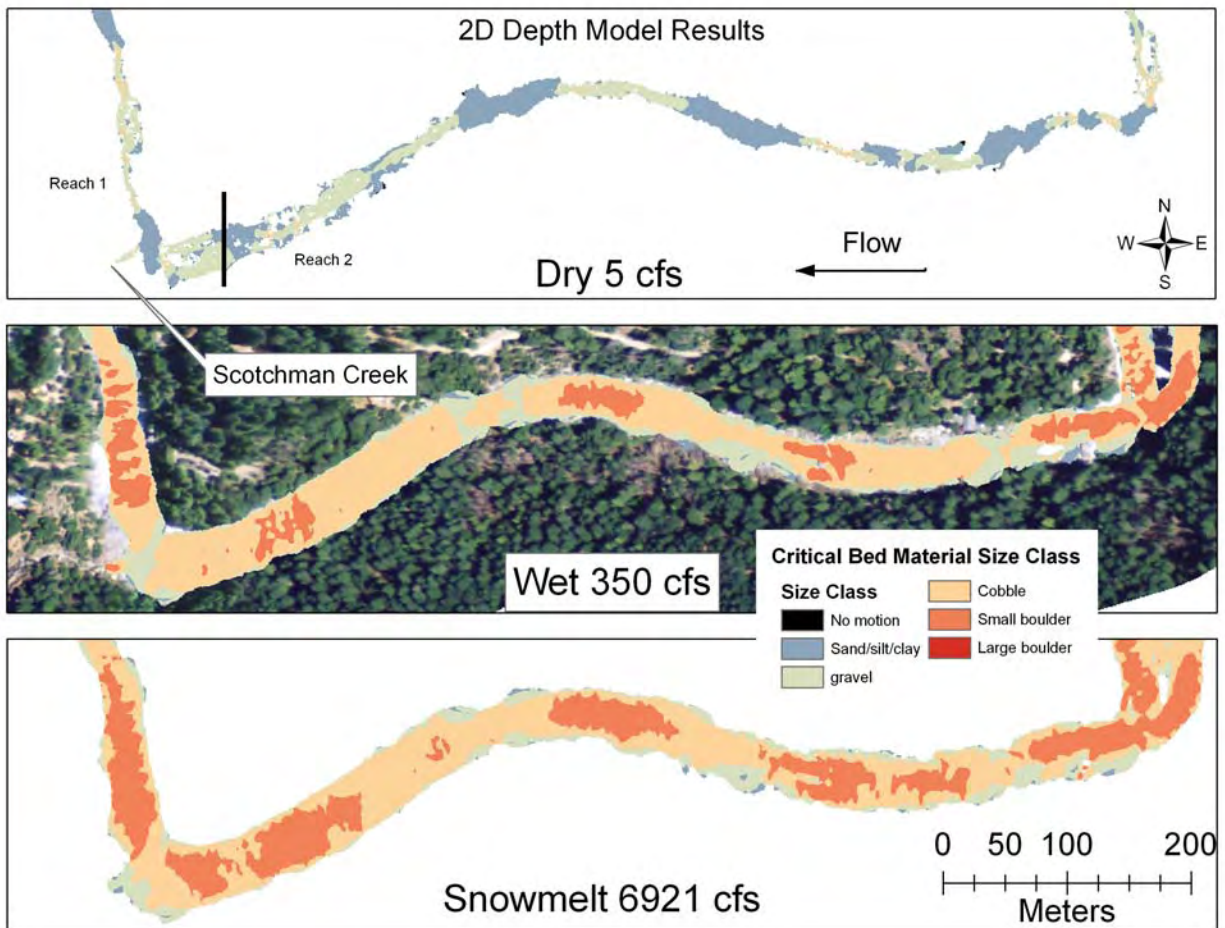 2D Depth Model Results
Reach 1
Reach 2
Flow
N
W
E
S
Dry 5 cfs
Scotchman Creek
Wet 350 cfs
Critical Bed Material Size Class
Size Class
No motion
Sand/silt/clay
gravel
Cobble
Small boulder
Large boulder
Snowmelt 6921 cfs
0 50 100 200
Meters